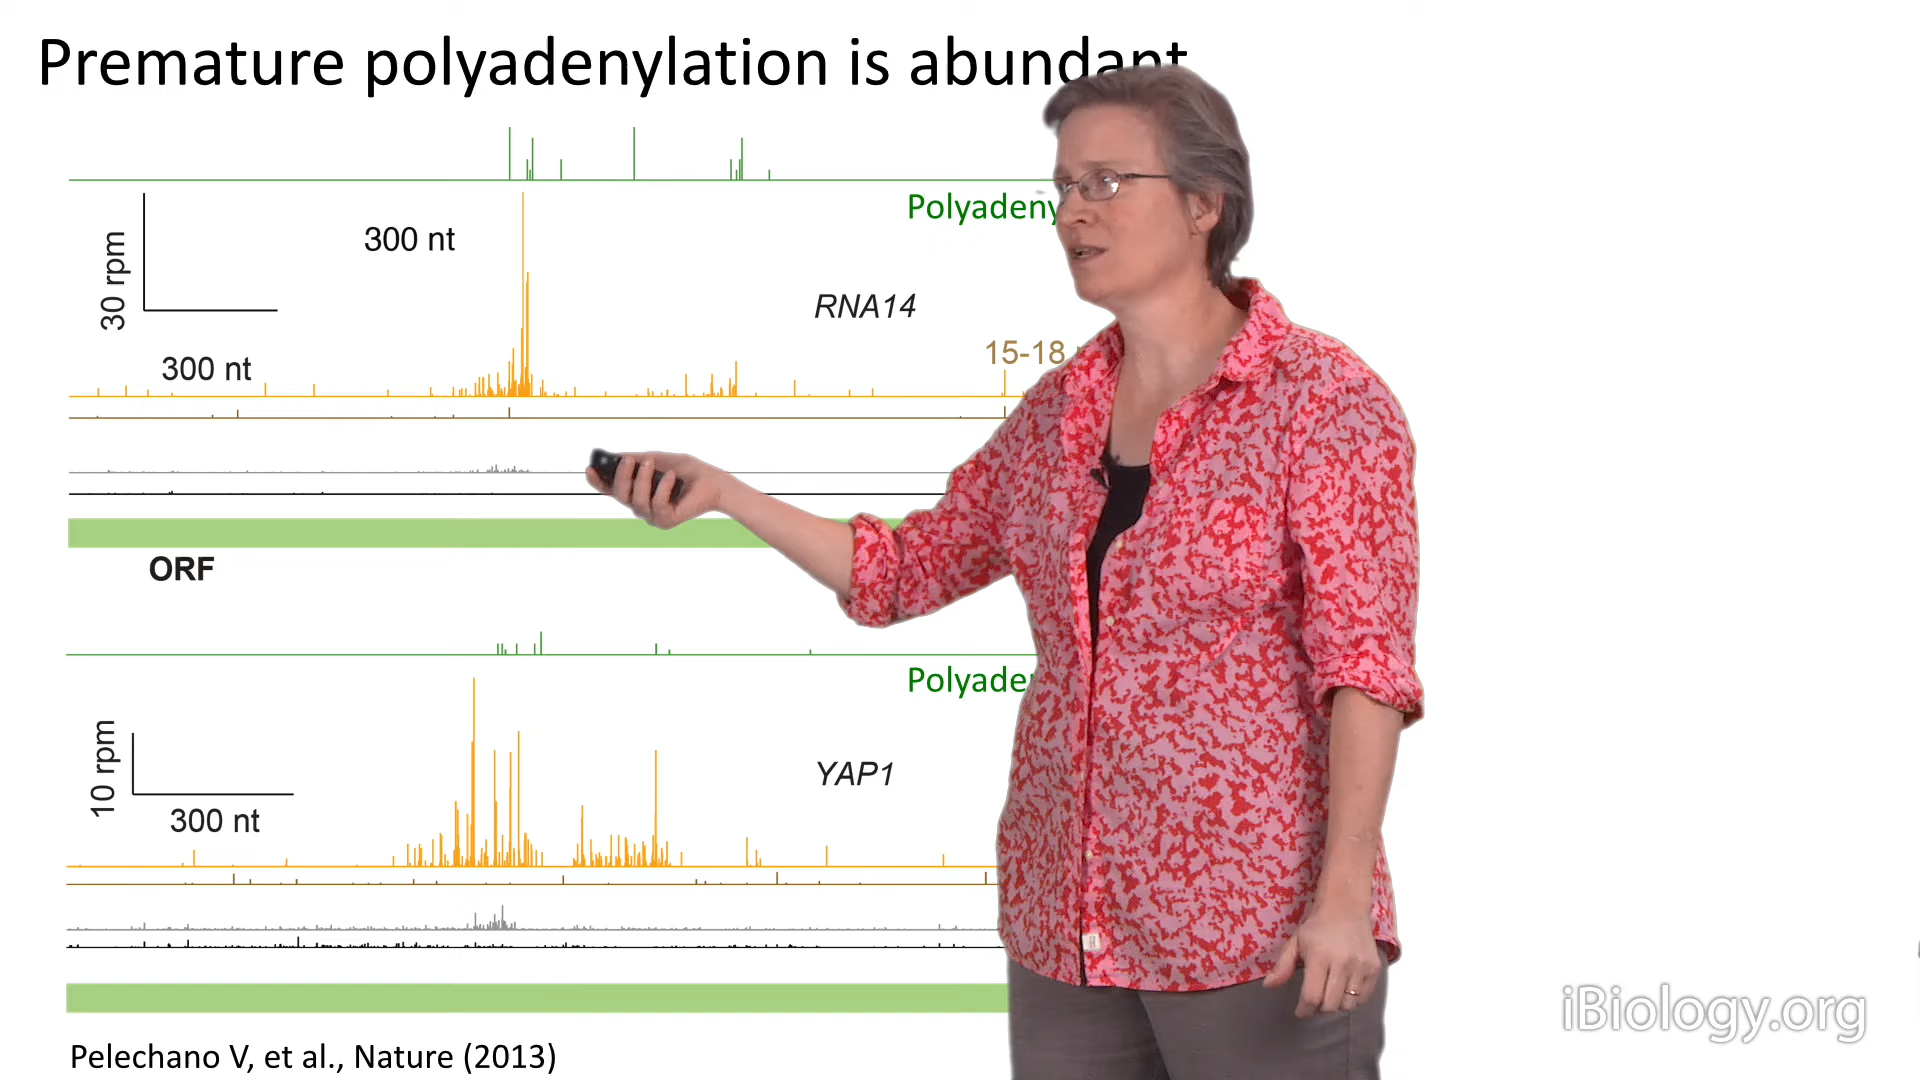 Premature polyadenylation is abundant
Polyadeny
30 rpm
300 nt
RNA14
15-18
300 nt
ORF
Polyade
10 rpm
YAP1
300 nt
Pelechano V, et al., Nature (2013)
iBiology.org